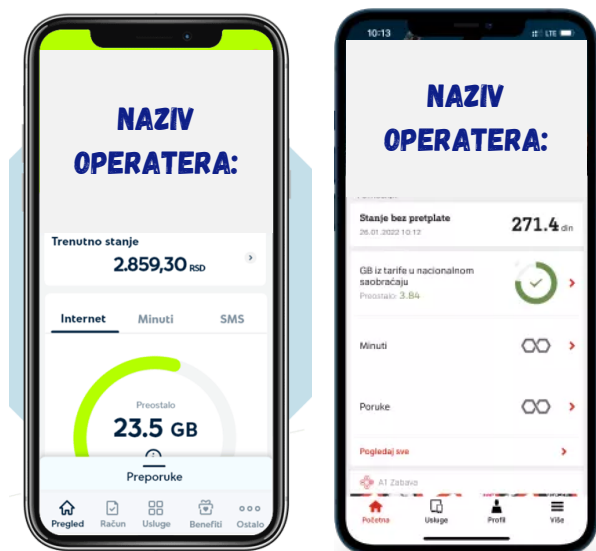 NAZIV
OPERATERA:
Trenutno stanje
2.859,30 RSD
Internet Minuti SMS
Preostalo
23.5 GB
Preporuke
Pregled Račun Usluge Benefiti Ostalo
10:13 LTE
NAZIV
OPERATERA:
Stanje bez pretplate
26.01.2022 10:12
271.4 din
GB iz tarife u nacionalnom
saobraćaju
Preostalo 3.84
Minuti
Poruke
Pogledaj sve
A1 Zabava
Početna Usluge Profil Više